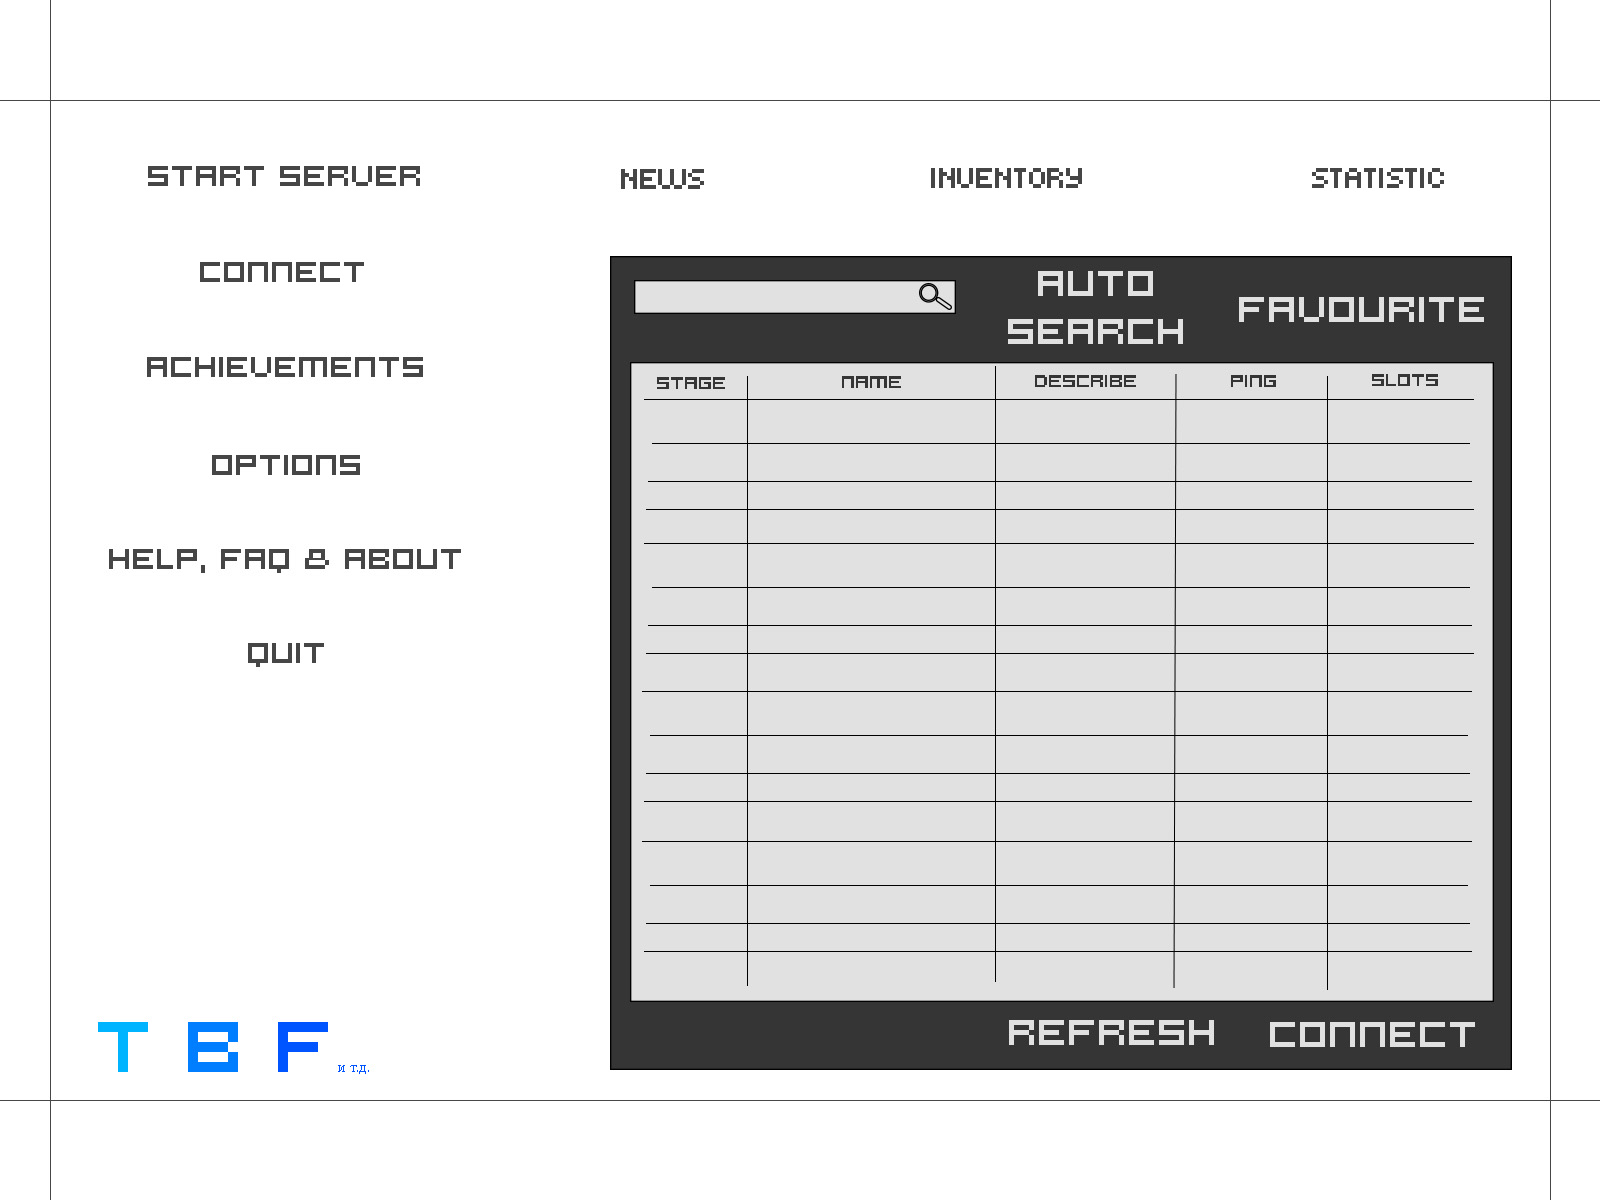 START SERVER
NEWS
INVENTORY
STATISTIC
CONNECT
ACHIEVEMENTS
OPTIONS
HELP, FAQ & ABOUT
QUIT
AUTO
SEARCH
FAVOURITE
STAGE
NAME
DESCRIBE
PING
SLOTS
REFRESH
CONNECT
T B F и т.д.